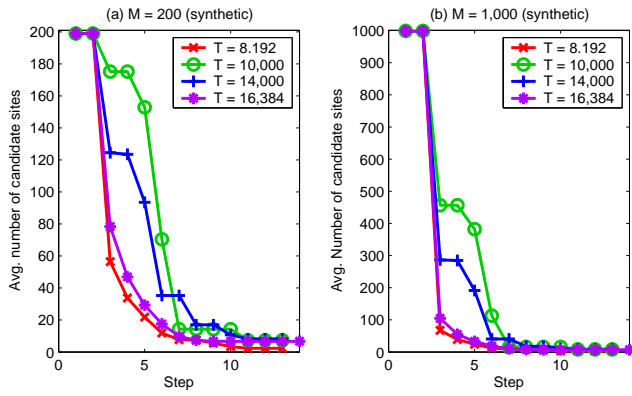 (a) M = 200 (synthetic)
Avg. number of candidate sites
200
180
160
140
120
100
80
60
40
20
0
0
5
10
Step
T = 8.192
T = 10,000
T = 14,000
T = 16,384
(b) M = 1,000 (synthetic)
Avg. Number of candidate sites
1000
900
800
700
600
500
400
300
200
100
0
0
5
10
Step
T = 8.192
T = 10,000
T = 14,000
T = 16,384